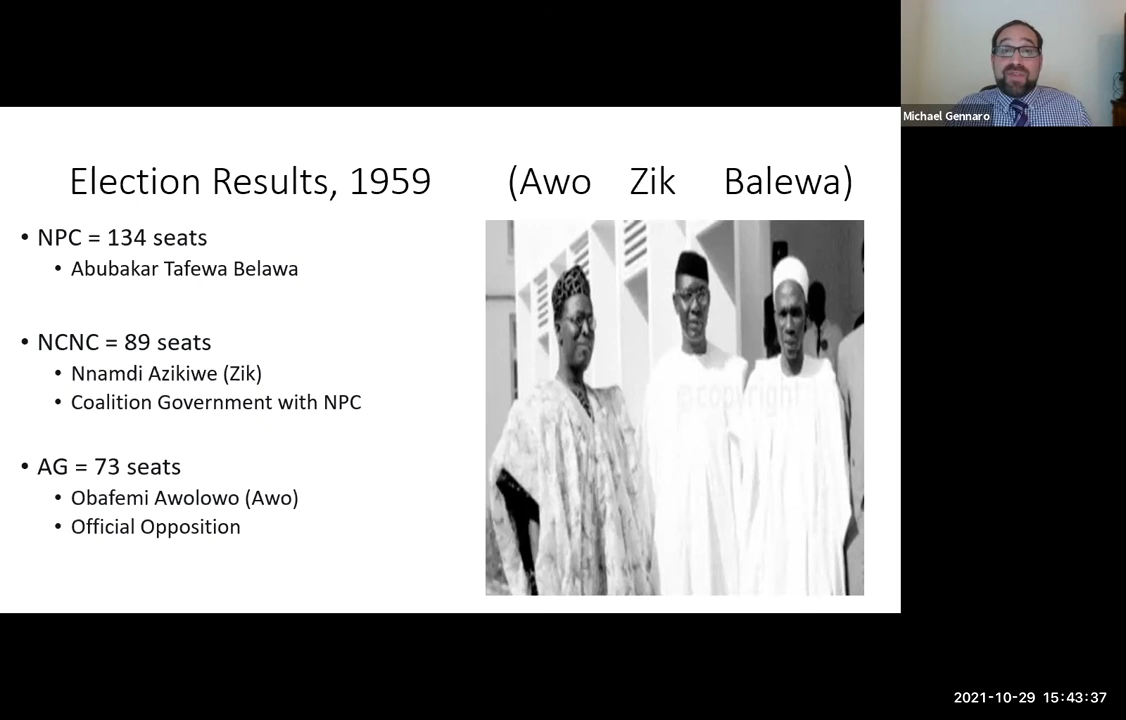 Michael Gennaro
Election Results, 1959 (Awo Zik Balewa)
• NPC = 134 seats
• Abubakar Tafewa Belawa
• NCNC = 89 seats
• Nnamdi Azikiwe (Zik)
• Coalition Government with NPC
• AG = 73 seats
• Obafemi Awolowo (Awo)
• Official Opposition
©copyright
2021-10-29 15:43:37